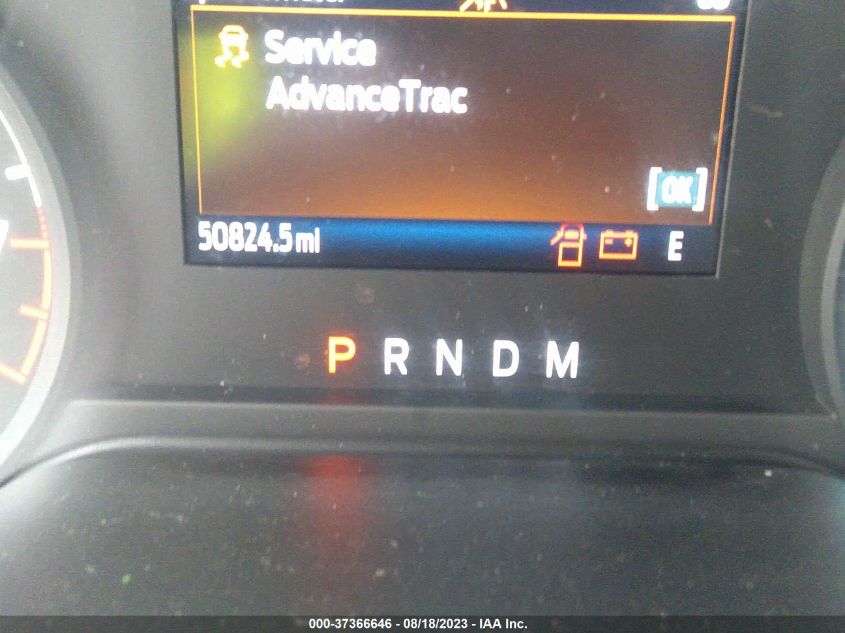 Service
AdvanceTrac
[OK]
50824.5mi E
P R N D M
000-37366646 - 08/18/2023 - IAA Inc.